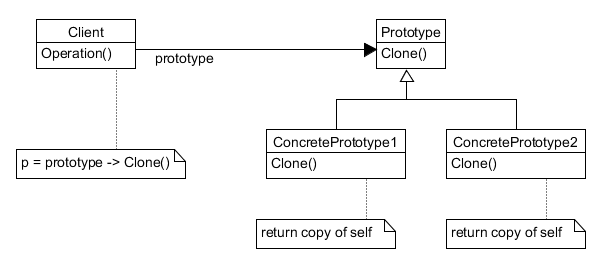 Client
Operation()
prototype
Prototype
Clone()
p = prototype -> Clone()
ConcretePrototype1
Clone()
ConcretePrototype2
Clone()
return copy of self
return copy of self